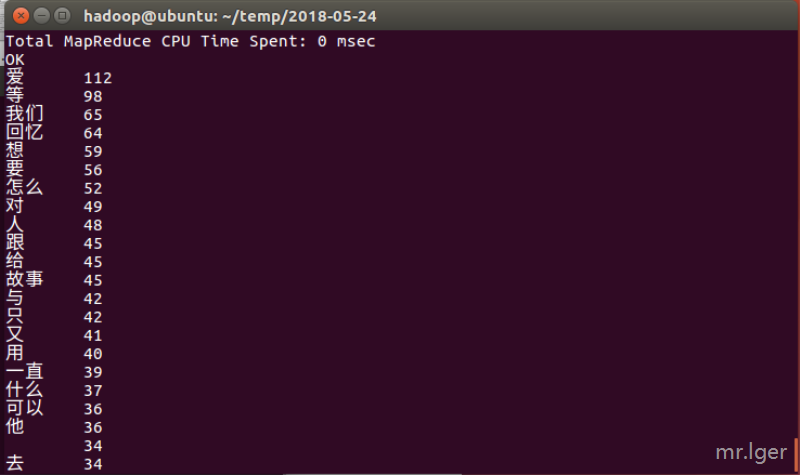 hadoop@ubuntu: ~/temp/2018-05-24
Total MapReduce CPU Time Spent: 0 msec
OK
爱 112
等 98
我们 65
回忆 64
想 59
要 56
怎么 52
对 49
人 48
跟 45
给 45
故事 45
与 42
只 42
又 41
用 40
一直 39
什么 37
可以 36
他 36
34
去 34
mr.lger